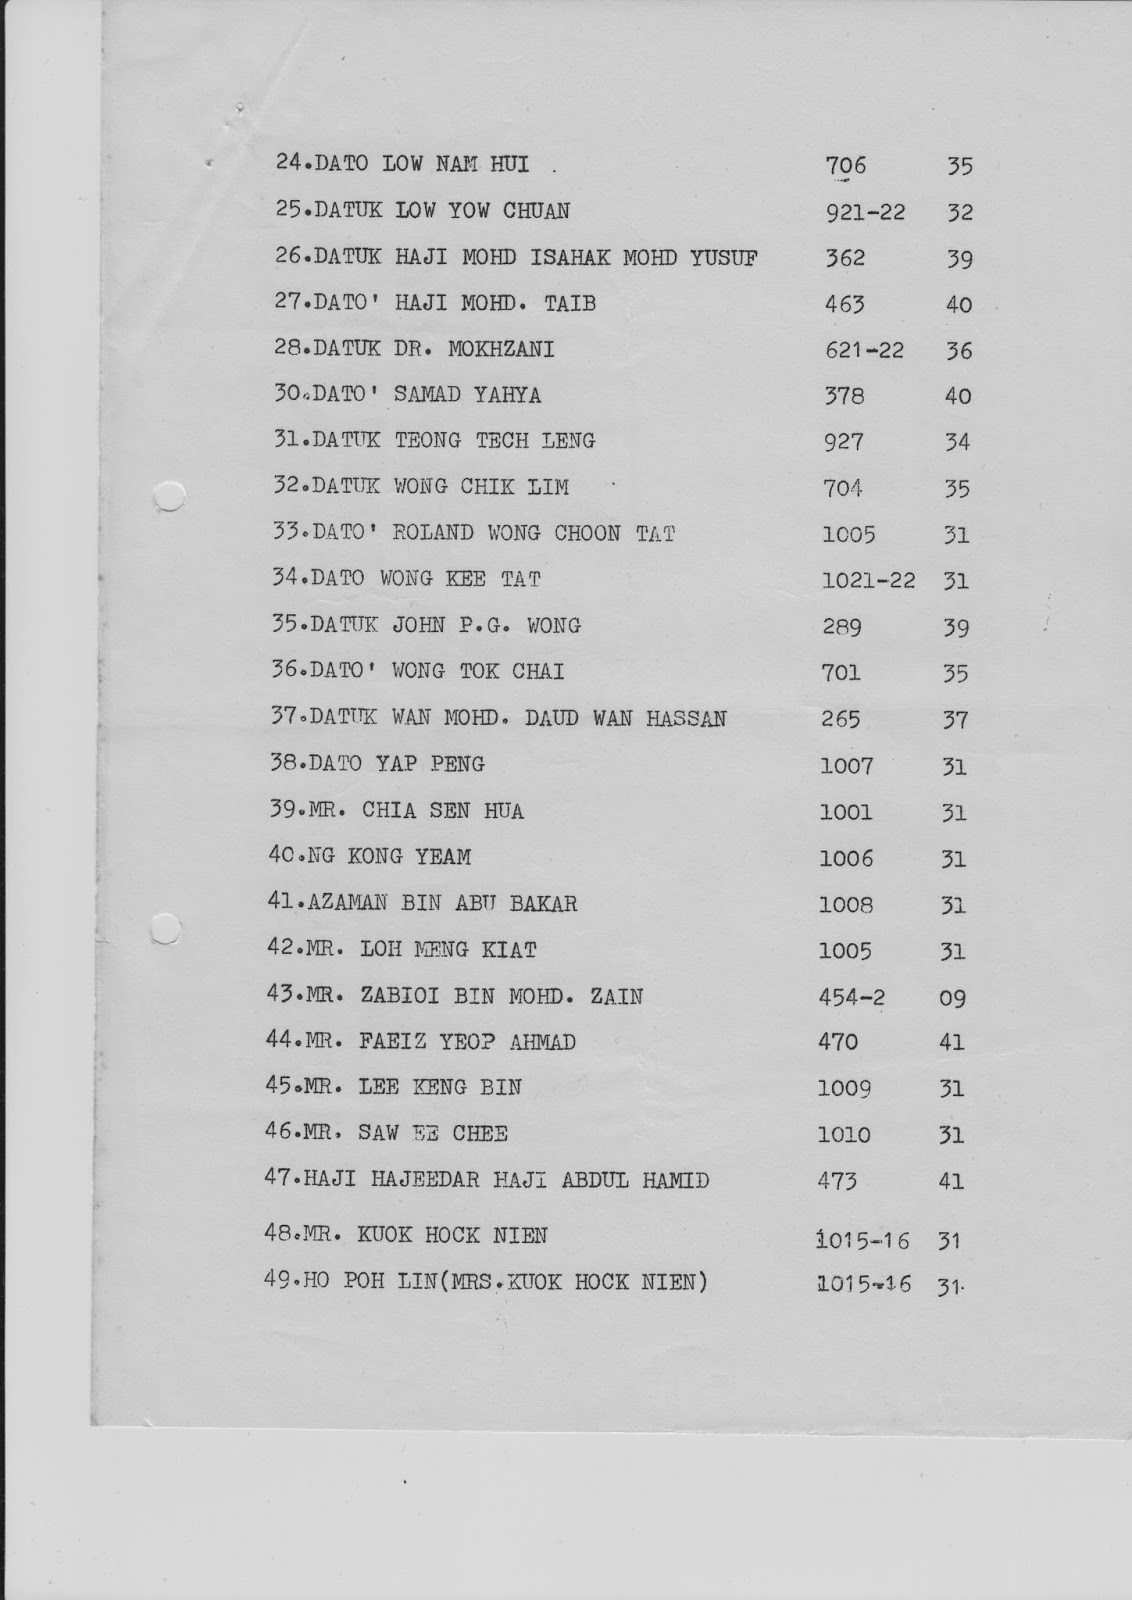 24.DATO LOW NAM HUI . 706 35
25.DATUK LOW YOW CHUAN 921-22 32
26.DATUK HAJI MOHD ISAHAK MOHD YUSUF 362 39
27.DATO' HAJI MOHD. TAIB 463 40
28.DATUK DR. MOKHZANI 621-22 36
30.DATO' SAMAD YAHYA 378 40
31.DATUK TEONG TECH LENG 927 34
32.DATUK WONG CHIK LIM 704 35
33.DATO' ROLAND WONG CHOON TAT 1005 31
34.DATO WONG KEE TAT 1021-22 31
35.DATUK JOHN P.G. WONG 289 39
36.DATO' WONG TOK CHAI 701 35
37.DATUK WAN MOHD. DAUD WAN HASSAN 265 37
38.DATO YAP PENG 1007 31
39.MR. CHIA SEN HUA 1001 31
40.NG KONG YEAM 1006 31
41.AZAMAN BIN ABU BAKAR 1008 31
42.MR. LOH MENG KIAT 1005 31
43.MR. ZABIOI BIN MOHD. ZAIN 454-2 09
44.MR. FAEIZ YEOP AHMAD 470 41
45.MR. LEE KENG BIN 1009 31
46.MR. SAW EE CHEE 1010 31
47.HAJI HAJEEDAR HAJI ABDUL HAMID 473 41
48.MR. KUOK HOCK NIEN 1015-16 31
49.HO POH LIN(MRS.KUOK HOCK NIEN) 1015-16 31